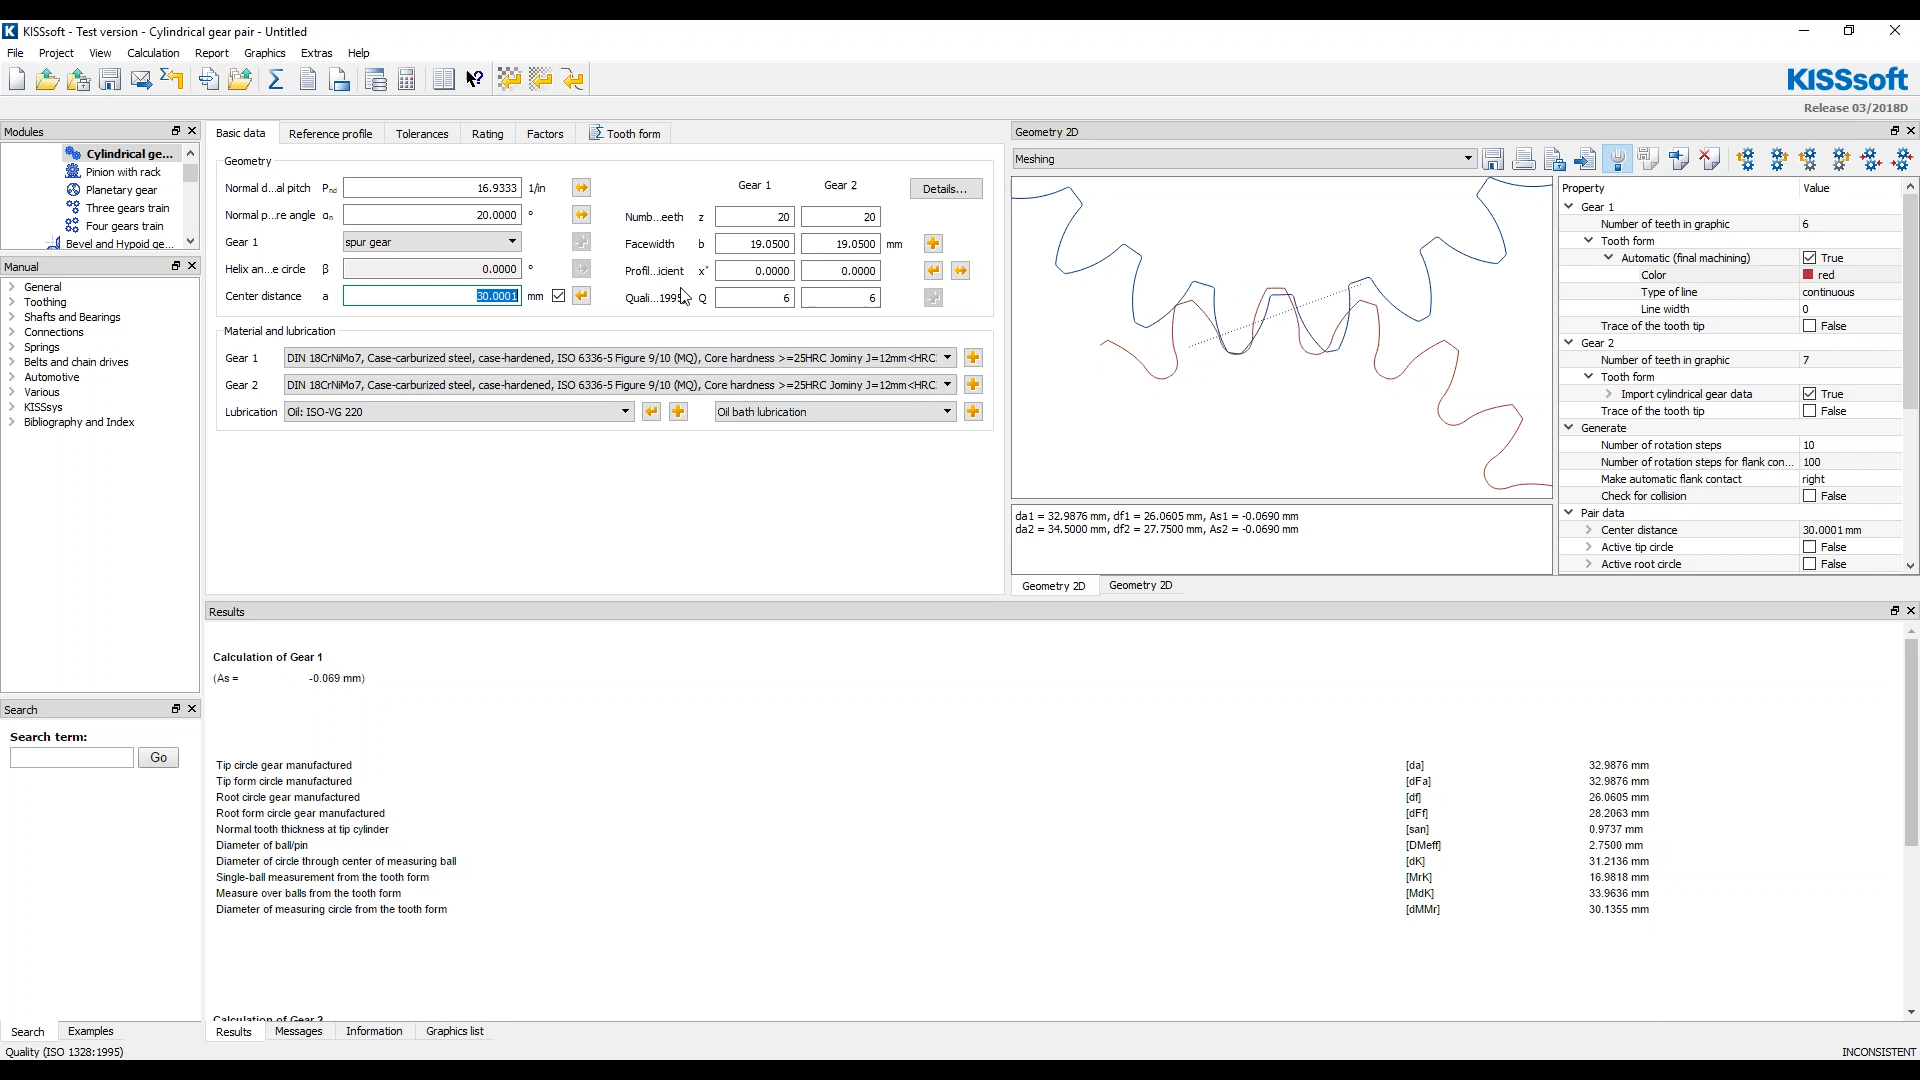 KISSsoft - Test version - Cylindrical gear pair - Untitled
File Project View Calculation Report Graphics Extras Help
KISSsoft
Release 03/2018D
Modules
Cylindrical ge...
Pinion with rack
Planetary gear
Three gears train
Four gears train
Bevel and Hypoid ge...
Manual
General
Toothing
Shafts and Bearings
Connections
Springs
Belts and chain drives
Automotive
Various
KISSsys
Bibliography and Index
Search
Search term:
Go
Search Examples
Quality (ISO 1328:1995)
Basic data Reference profile Tolerances Rating Factors Tooth form
Geometry
Normal d...al pitch Pnd 16.9333 1/in
Normal p...re angle αn 20.0000 °
Gear 1 spur gear
Helix an...e circle β 0.0000 °
Center distance a 30.0001 mm
Gear 1 Gear 2 Details...
Numb...eeth z 20 20
Facewidth b 19.0500 19.0500 mm
Profil...icient x* 0.0000 0.0000
Quali...1995) Q 6 6
Material and lubrication
Gear 1 DIN 18CrNiMo7, Case-carburized steel, case-hardened, ISO 6336-5 Figure 9/10 (MQ), Core hardness >=25HRC Jominy J=12mm<HRC:
Gear 2 DIN 18CrNiMo7, Case-carburized steel, case-hardened, ISO 6336-5 Figure 9/10 (MQ), Core hardness >=25HRC Jominy J=12mm<HRC:
Lubrication Oil: ISO-VG 220 Oil bath lubrication
Geometry 2D
Meshing
da1 = 32.9876 mm, df1 = 26.0605 mm, As1 = -0.0690 mm
da2 = 34.5000 mm, df2 = 27.7500 mm, As2 = -0.0690 mm
Geometry 2D Geometry 2D
Property Value
Gear 1
Number of teeth in graphic 6
Tooth form
Automatic (final machining) True
Color red
Type of line continuous
Line width 0
Trace of the tooth tip False
Gear 2
Number of teeth in graphic 7
Tooth form
Import cylindrical gear data True
Trace of the tooth tip False
Generate
Number of rotation steps 10
Number of rotation steps for flank con... 100
Make automatic flank contact right
Check for collision False
Pair data
Center distance 30.0001 mm
Active tip circle False
Active root circle False
Results
Calculation of Gear 1
(As = -0.069 mm)
Tip circle gear manufactured [da] 32.9876 mm
Tip form circle manufactured [dFa] 32.9876 mm
Root circle gear manufactured [df] 26.0605 mm
Root form circle gear manufactured [dFf] 28.2063 mm
Normal tooth thickness at tip cylinder [san] 0.9737 mm
Diameter of ball/pin [DMeff] 2.7500 mm
Diameter of circle through center of measuring ball [dK] 31.2136 mm
Single-ball measurement from the tooth form [MrK] 16.9818 mm
Measure over balls from the tooth form [MdK] 33.9636 mm
Diameter of measuring circle from the tooth form [dMMr] 30.1355 mm
Calculation of Gear 2
Results Messages Information Graphics list
INCONSISTENT